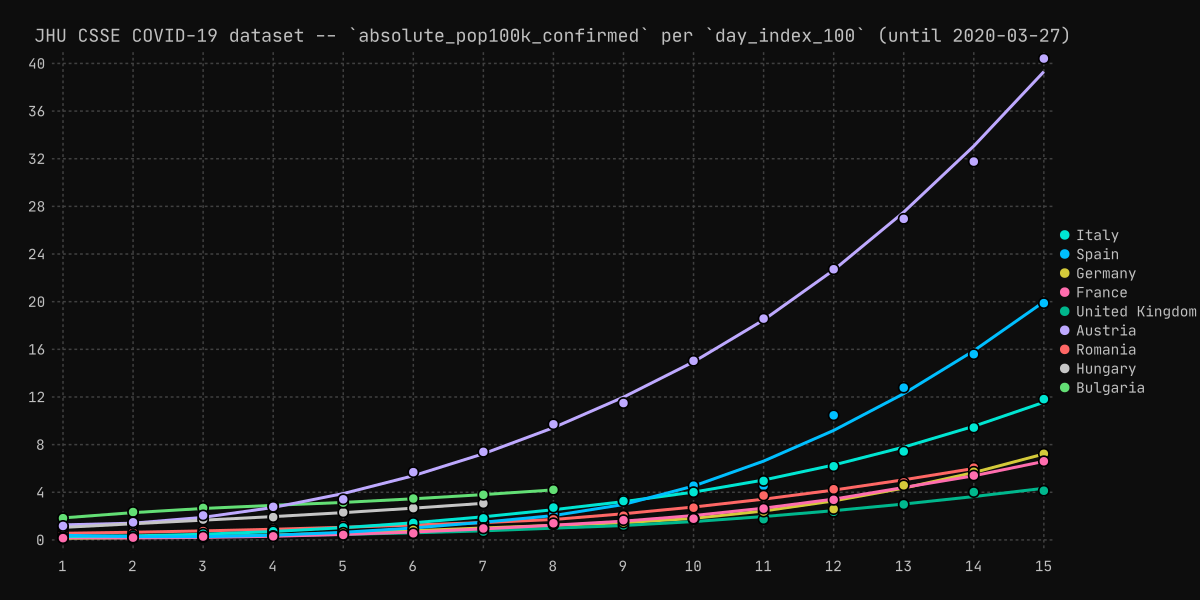 JHU CSSE COVID-19 dataset -- `absolute_pop100k_confirmed` per `day_index_100` (until 2020-03-27)
40
36
32
28
24
20
16
12
8
4
0
1 2 3 4 5 6 7 8 9 10 11 12 13 14 15
Italy
Spain
Germany
France
United Kingdom
Austria
Romania
Hungary
Bulgaria